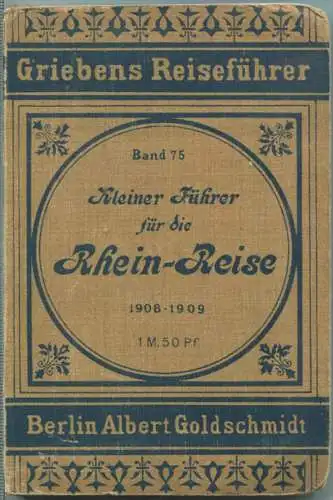 Griebens Reiseführer
Band 75
Kleiner Führer
für die
Rhein-Reise
1908-1909
1 M. 50 Pf.
Berlin Albert Goldschmidt